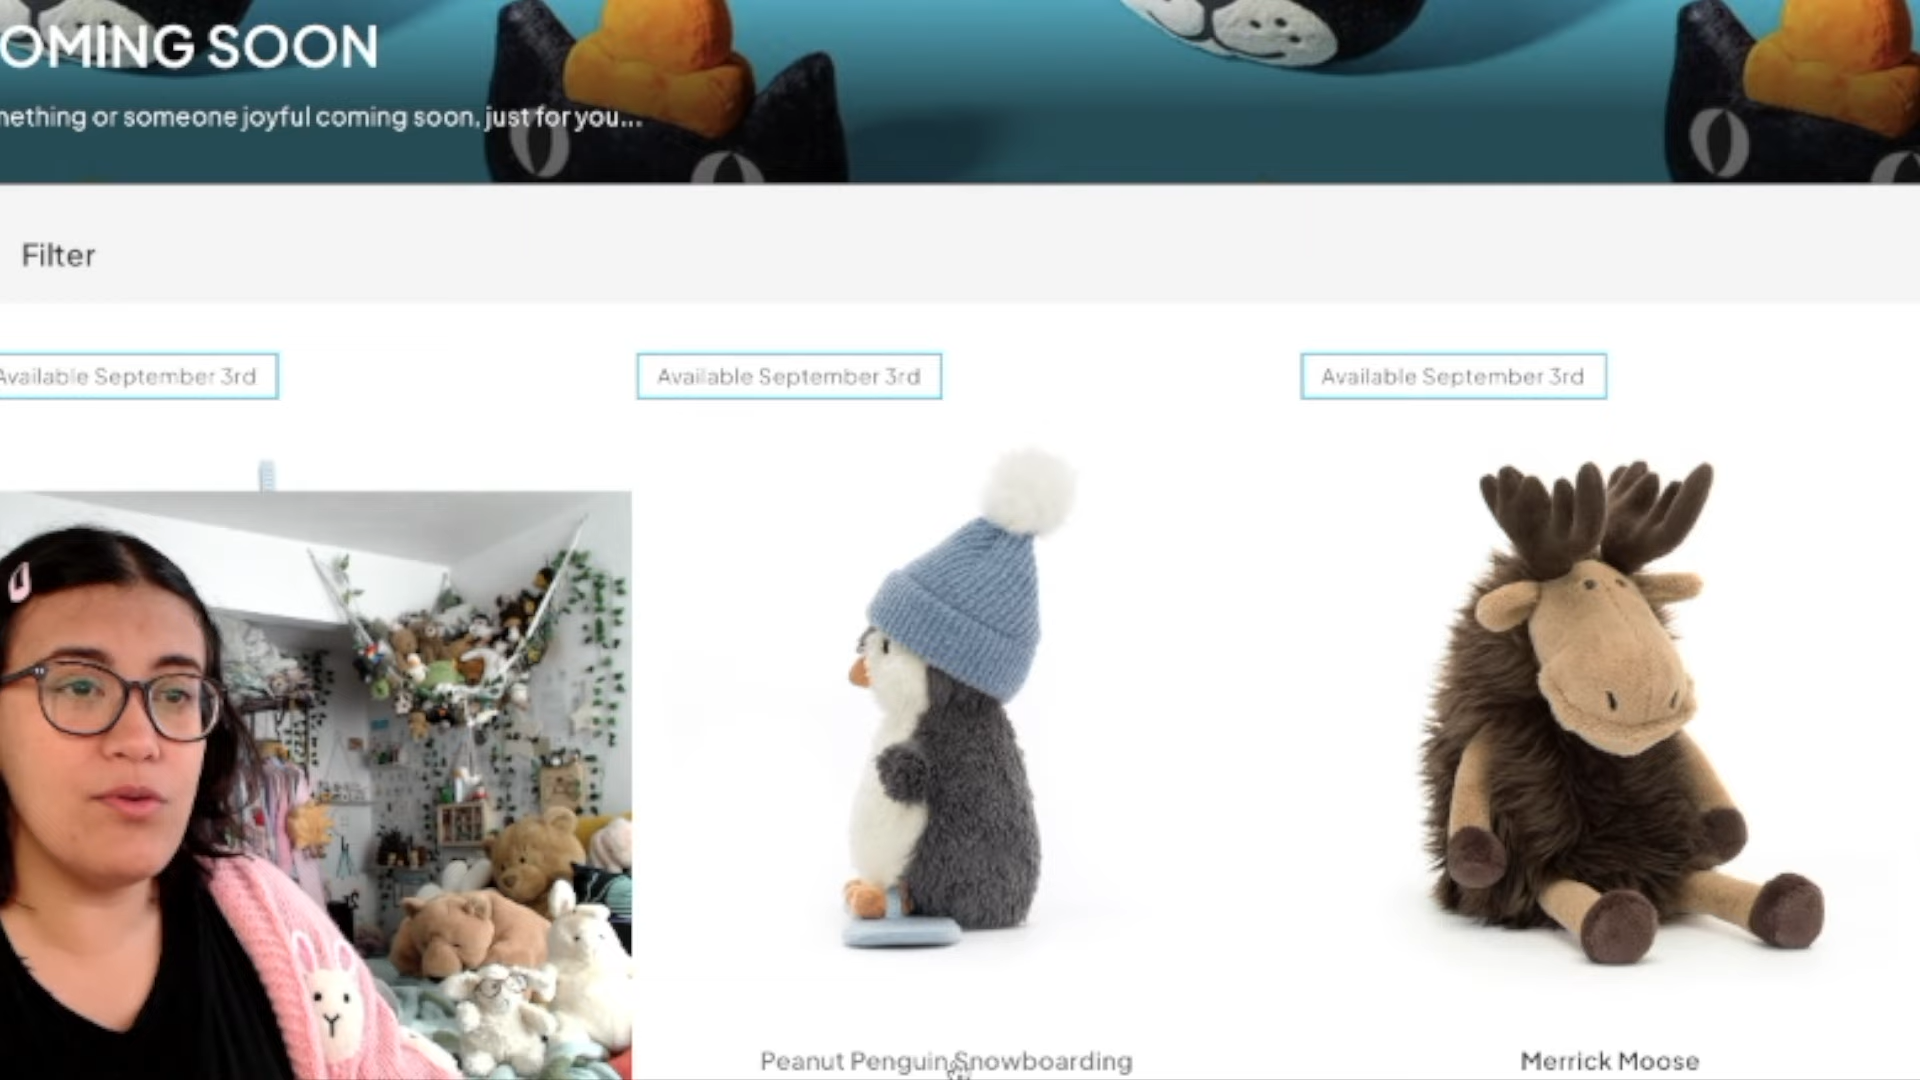 OMING SOON
mething or someone joyful coming soon, just for you...
Filter
Available September 3rd
Available September 3rd
Available September 3rd
Peanut Penguin Snowboarding
Merrick Moose